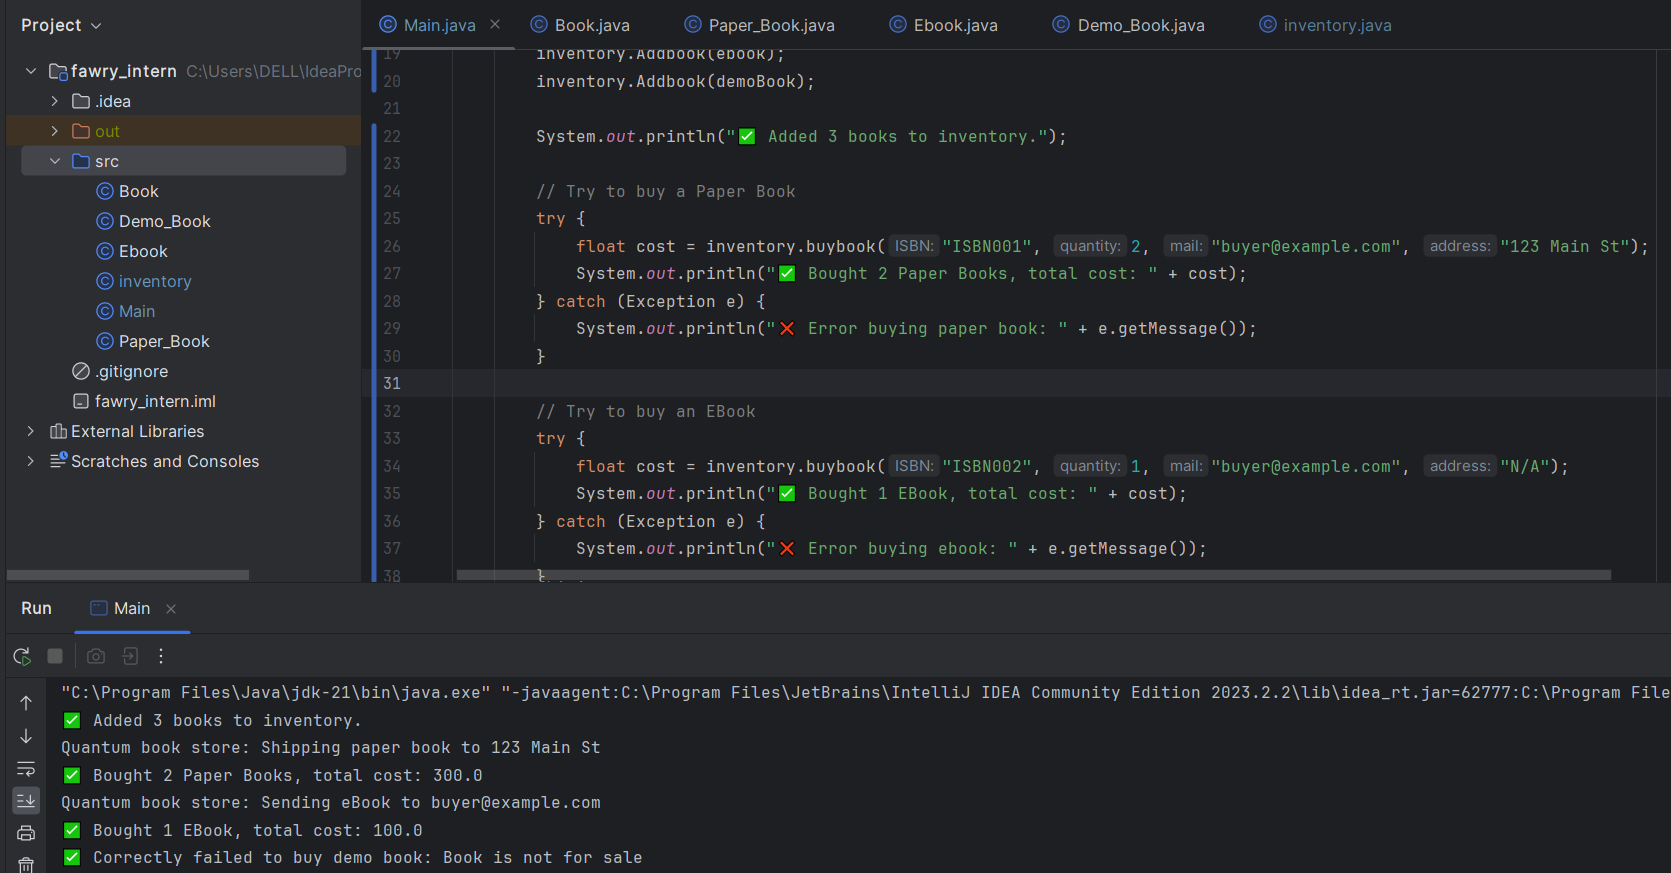 Project
Main.java
Book.java
Paper_Book.java
Ebook.java
Demo_Book.java
inventory.java
fawry_intern C:\Users\DELL\IdeaPro
.idea
out
src
Book
Demo_Book
Ebook
inventory
Main
Paper_Book
.gitignore
fawry_intern.iml
External Libraries
Scratches and Consoles
19 inventory.Addbook(ebook);
20 inventory.Addbook(demoBook);
21
22 System.out.println("✅ Added 3 books to inventory.");
23
24 // Try to buy a Paper Book
25 try {
26 float cost = inventory.buybook( ISBN: "ISBN001", quantity: 2, mail: "buyer@example.com", address: "123 Main St");
27 System.out.println("✅ Bought 2 Paper Books, total cost: " + cost);
28 } catch (Exception e) {
29 System.out.println("❌ Error buying paper book: " + e.getMessage());
30 }
31
32 // Try to buy an EBook
33 try {
34 float cost = inventory.buybook( ISBN: "ISBN002", quantity: 1, mail: "buyer@example.com", address: "N/A");
35 System.out.println("✅ Bought 1 EBook, total cost: " + cost);
36 } catch (Exception e) {
37 System.out.println("❌ Error buying ebook: " + e.getMessage());
38 }
Run Main
"C:\Program Files\Java\jdk-21\bin\java.exe" "-javaagent:C:\Program Files\JetBrains\IntelliJ IDEA Community Edition 2023.2.2\lib\idea_rt.jar=62777:C:\Program File
✅ Added 3 books to inventory.
Quantum book store: Shipping paper book to 123 Main St
✅ Bought 2 Paper Books, total cost: 300.0
Quantum book store: Sending eBook to buyer@example.com
✅ Bought 1 EBook, total cost: 100.0
✅ Correctly failed to buy demo book: Book is not for sale